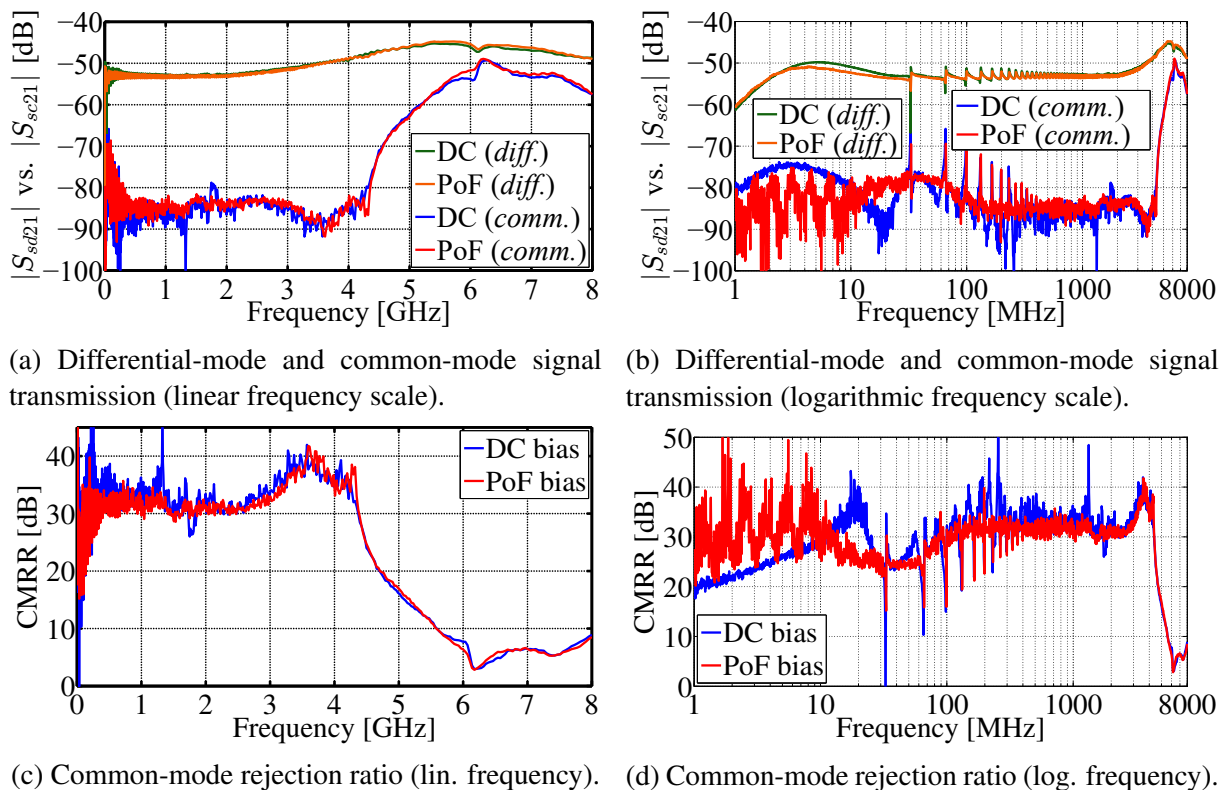 −40
−50
−60
−70
−80
−90
−100
|S_sd21| vs. |S_sc21| [dB]
DC (diff.)
PoF (diff.)
DC (comm.)
PoF (comm.)
0 1 2 3 4 5 6 7 8
Frequency [GHz]
−40
−50
−60
−70
−80
−90
−100
|S_sd21| vs. |S_sc21| [dB]
DC (diff.)
PoF (diff.)
DC (comm.)
PoF (comm.)
1 10 100 1000 8000
Frequency [MHz]
(a) Differential-mode and common-mode signal
transmission (linear frequency scale).
(b) Differential-mode and common-mode signal
transmission (logarithmic frequency scale).
40
30
20
10
0
CMRR [dB]
DC bias
PoF bias
0 1 2 3 4 5 6 7 8
Frequency [GHz]
50
40
30
20
10
0
CMRR [dB]
DC bias
PoF bias
1 10 100 1000 8000
Frequency [MHz]
(c) Common-mode rejection ratio (lin. frequency).
(d) Common-mode rejection ratio (log. frequency).